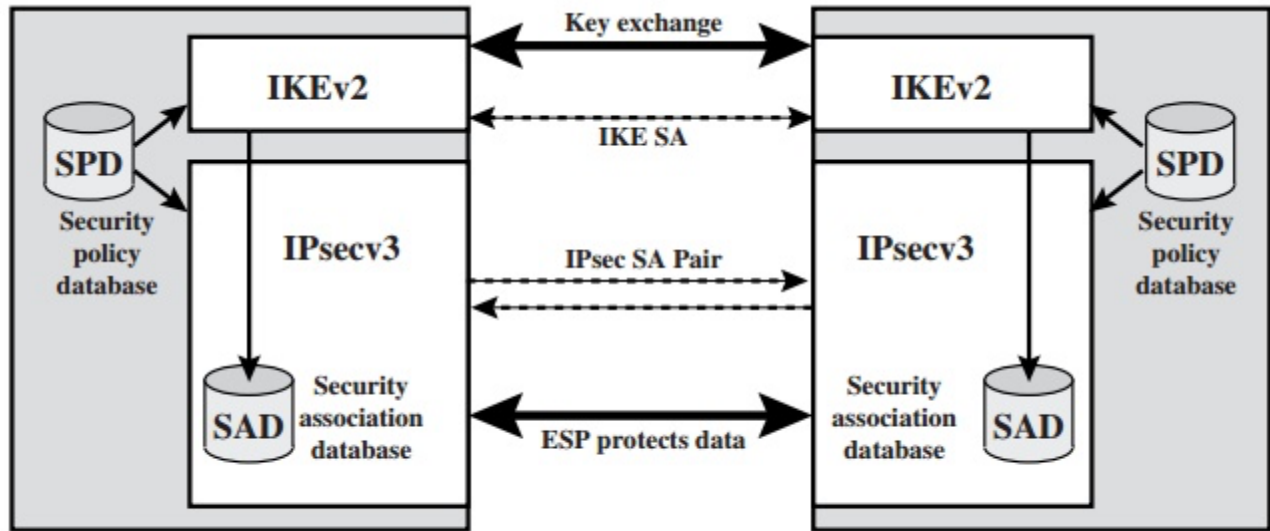 Key exchange
IKEv2
IKEv2
IKE SA
SPD
SPD
Security
policy
database
Security
policy
database
IPsecv3
IPsecv3
IPsec SA Pair
SAD
Security
association
database
Security
association
database
SAD
ESP protects data